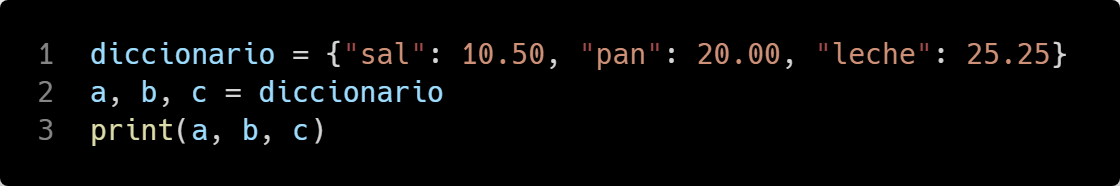 1 diccionario = {"sal": 10.50, "pan": 20.00, "leche": 25.25}
2 a, b, c = diccionario
3 print(a, b, c)